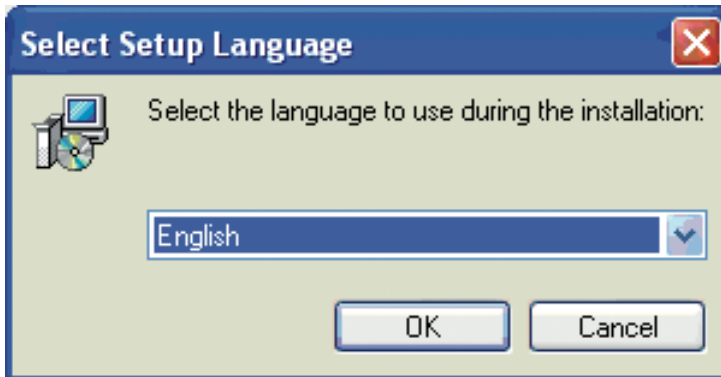 Select Setup Language
Select the language to use during the installation:
English
OK Cancel